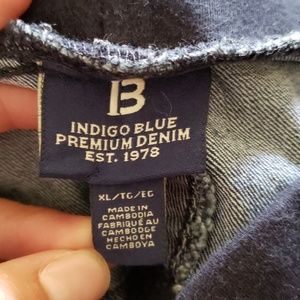 B
INDIGO BLUE
PREMIUM DENIM
EST. 1978
XL/TG/EG
MADE IN
CAMBODIA
FABRIQUÉ AU
CAMBODGE
HECHO EN
CAMBOYA